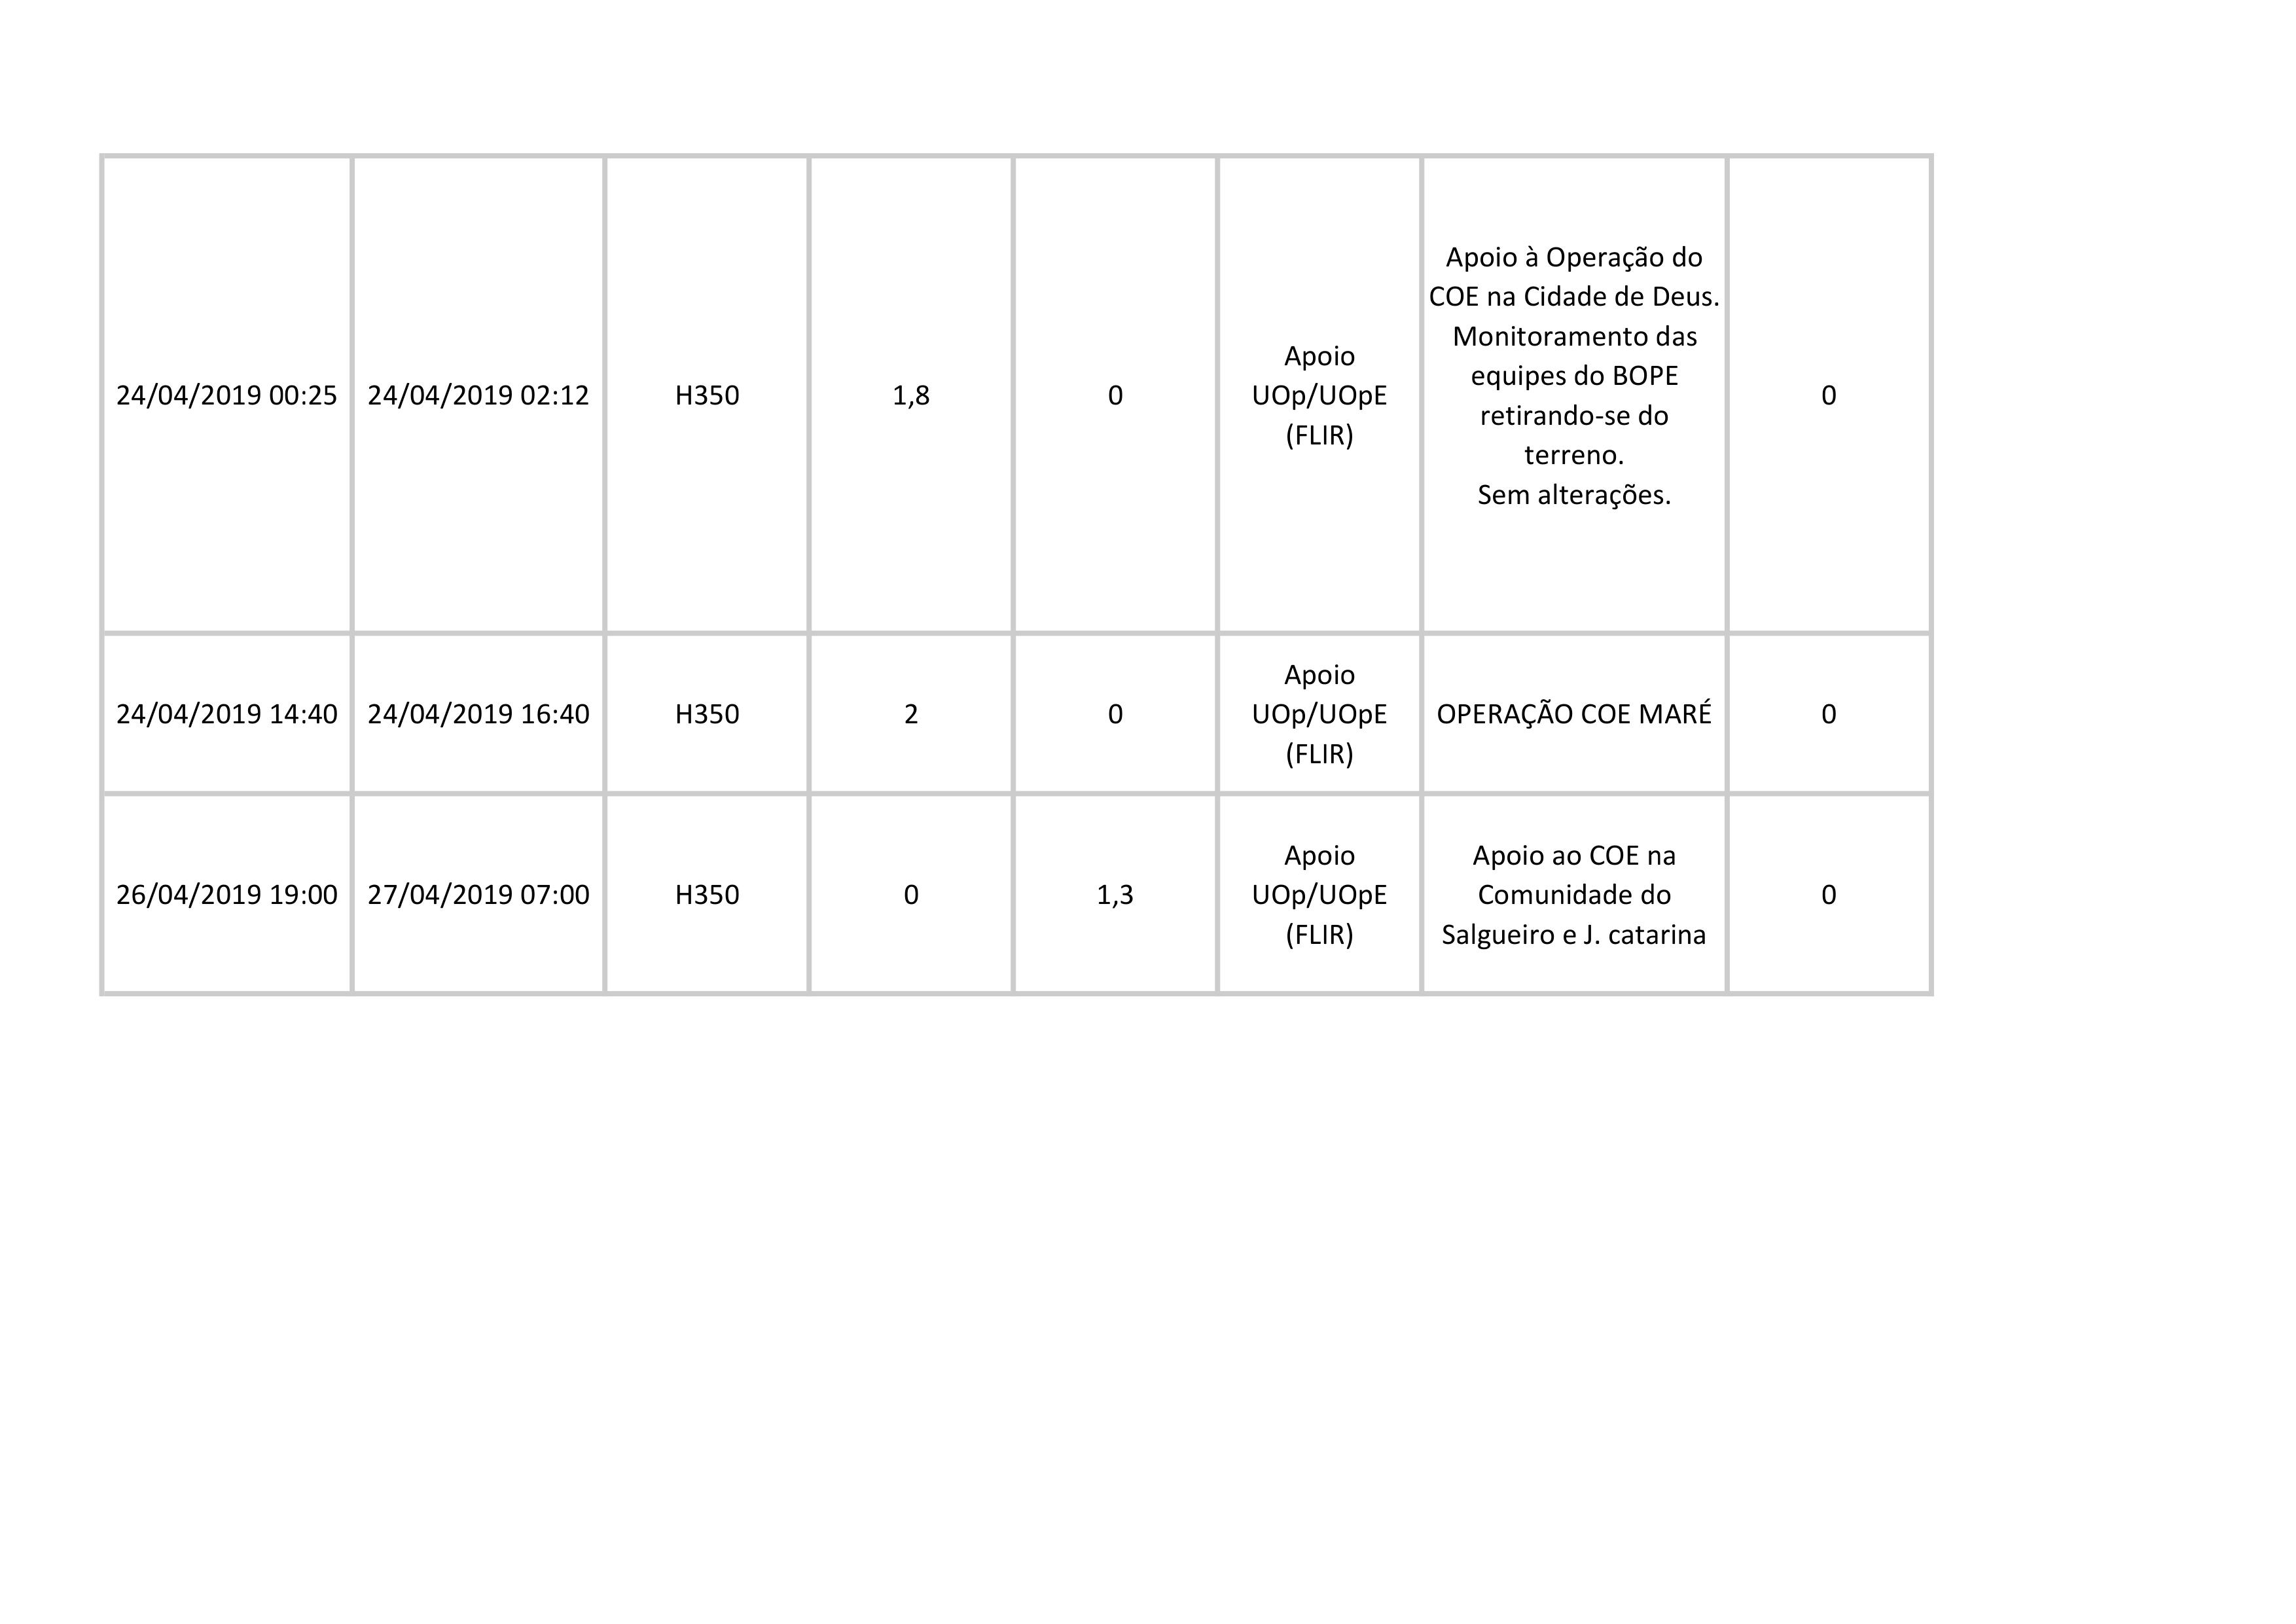 24/04/2019 00:25
24/04/2019 02:12
H350
1,8
0
Apoio
UOp/UOpE
(FLIR)
Apoio à Operação do
COE na Cidade de Deus.
Monitoramento das
equipes do BOPE
retirando-se do
terreno.
Sem alterações.
0
24/04/2019 14:40
24/04/2019 16:40
H350
2
0
Apoio
UOp/UOpE
(FLIR)
OPERAÇÃO COE MARÉ
0
26/04/2019 19:00
27/04/2019 07:00
H350
0
1,3
Apoio
UOp/UOpE
(FLIR)
Apoio ao COE na
Comunidade do
Salgueiro e J. catarina
0